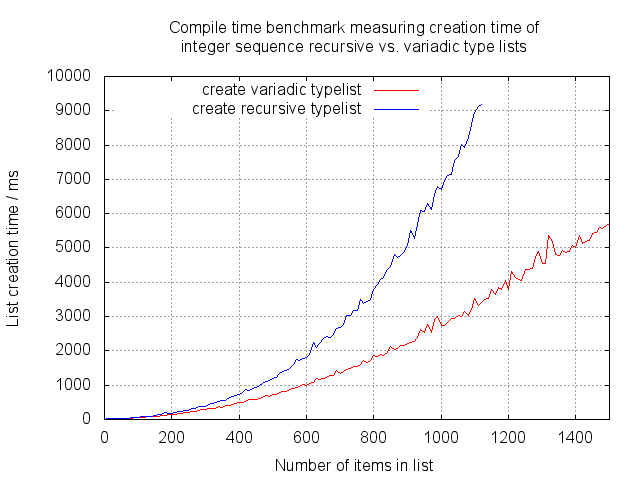 Compile time benchmark measuring creation time of
integer sequence recursive vs. variadic type lists
10000
9000
8000
7000
6000
5000
4000
3000
2000
1000
0
create variadic typelist
create recursive typelist
List creation time / ms
0 200 400 600 800 1000 1200 1400
Number of items in list